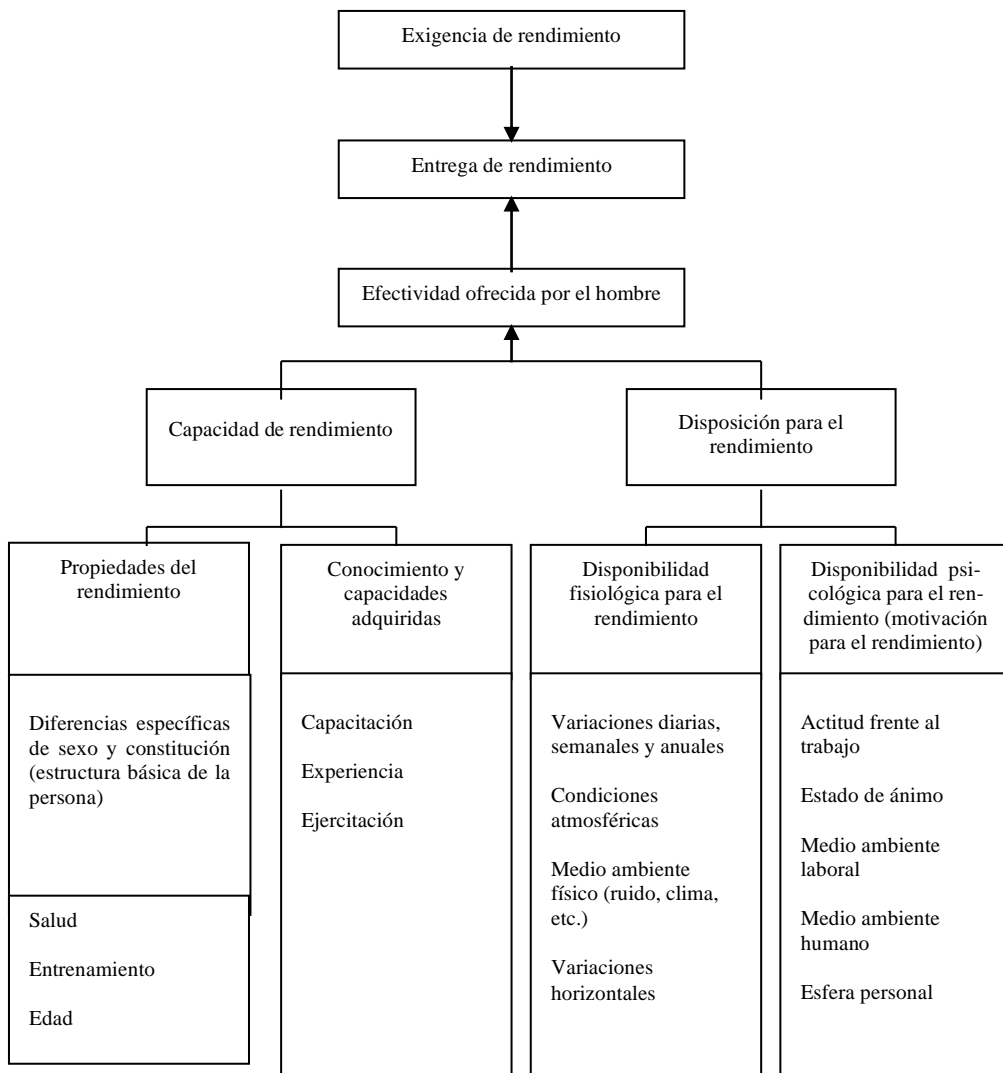 Exigencia de rendimiento
Entrega de rendimiento
Efectividad ofrecida por el hombre
Capacidad de rendimiento
Disposición para el
rendimiento
Propiedades del
rendimiento
Diferencias específicas
de sexo y constitución
(estructura básica de la
persona)
Salud
Entrenamiento
Edad
Conocimiento y
capacidades
adquiridas
Capacitación
Experiencia
Ejercitación
Disponibilidad
fisiológica para el
rendimiento
Variaciones diarias,
semanales y anuales
Condiciones
atmosféricas
Medio ambiente
físico (ruido, clima,
etc.)
Variaciones
horizontales
Disponibilidad psi-
cológica para el ren-
dimiento (motivación
para el rendimiento)
Actitud frente al
trabajo
Estado de ánimo
Medio ambiente
laboral
Medio ambiente
humano
Esfera personal